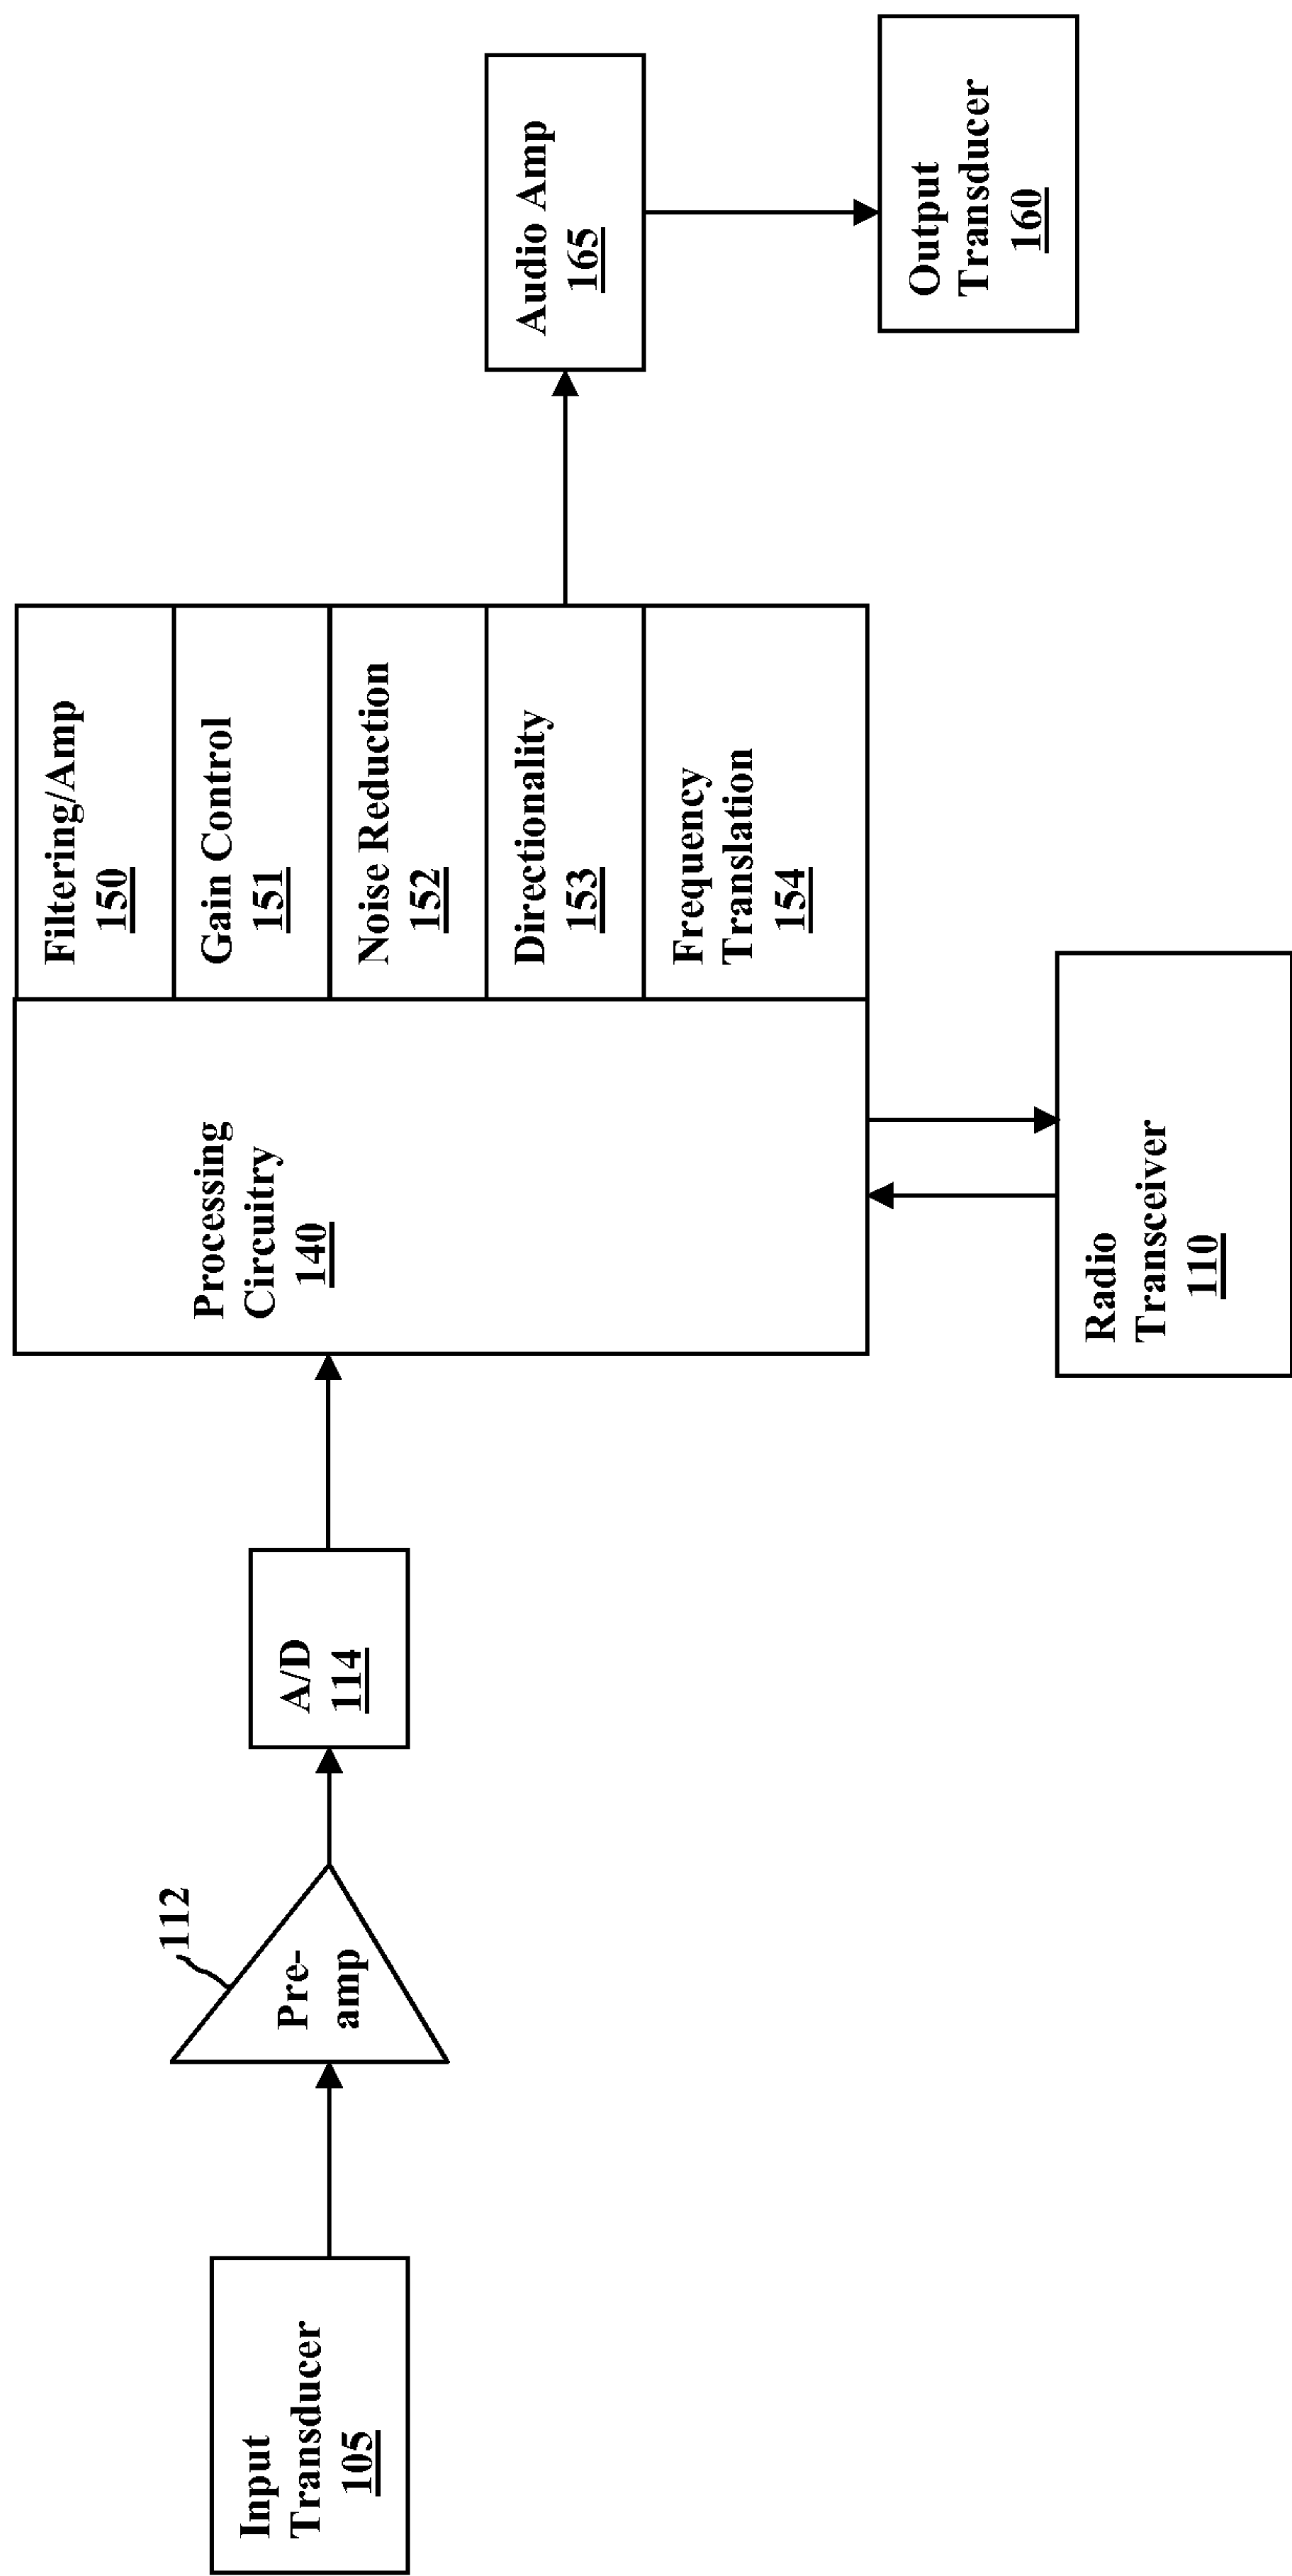 Input
Transducer
105
112
Pre-
amp
A/D
114
Processing
Circuitry
140
Filtering/Amp
150
Gain Control
151
Noise Reduction
152
Directionality
153
Frequency
Translation
154
Radio
Transceiver
110
Audio Amp
165
Output
Transducer
160